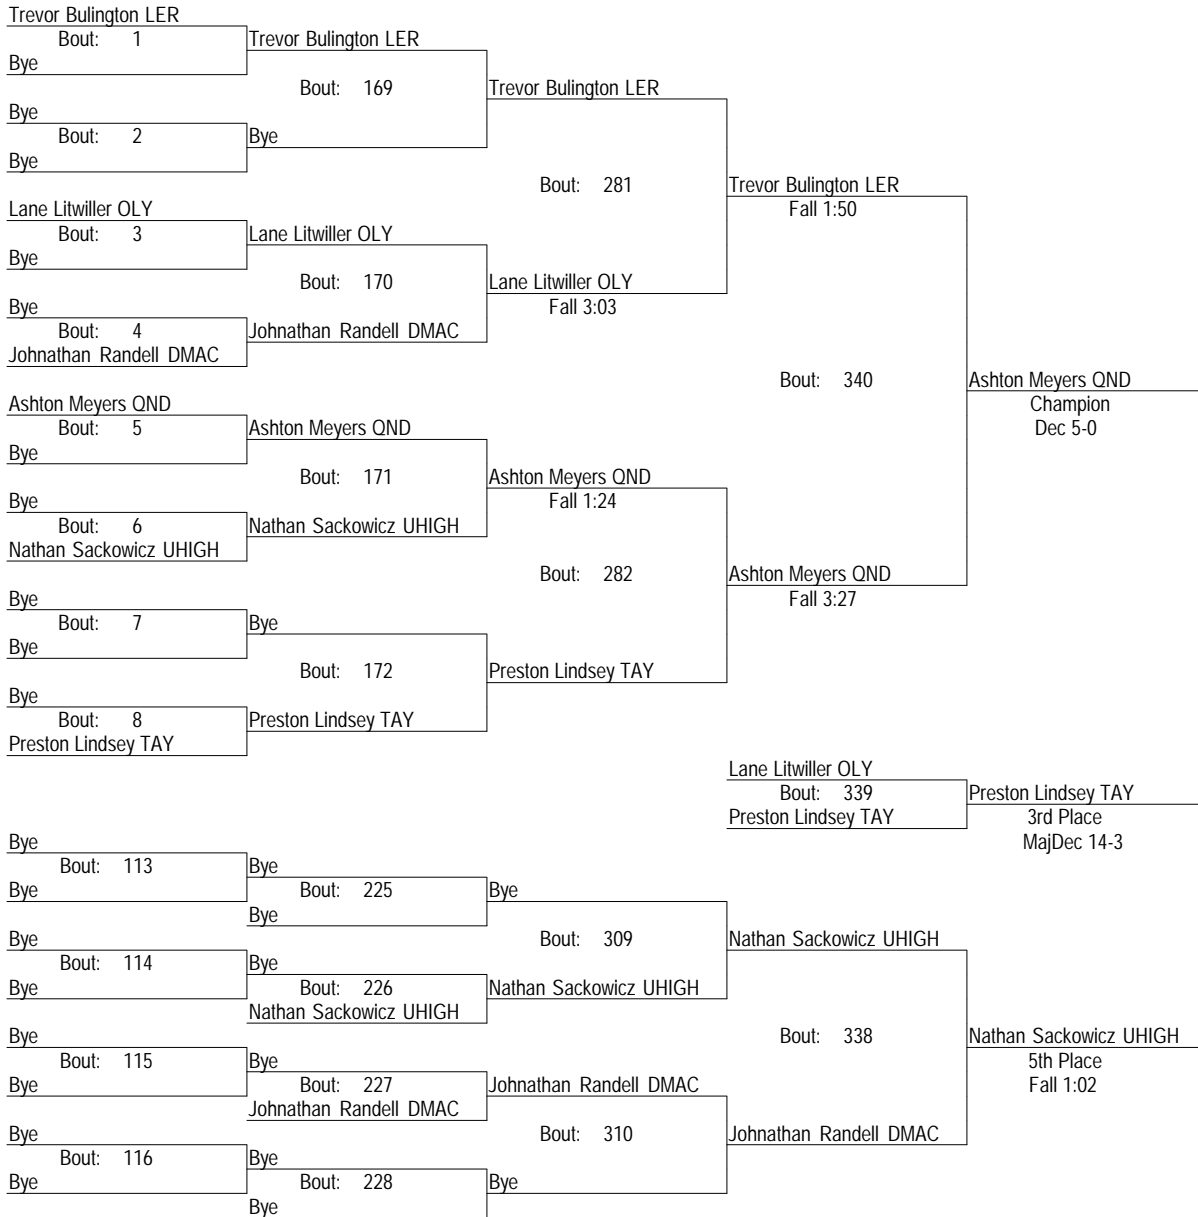 Trevor Bulington LER
Bout: 1
Bye
Trevor Bulington LER
Bout: 169
Bye
Bout: 2
Bye
Bye
Trevor Bulington LER
Bout: 281
Lane Litwiller OLY
Bout: 3
Bye
Lane Litwiller OLY
Bout: 170
Bye
Bout: 4
Johnathan Randell DMAC
Johnathan Randell DMAC
Lane Litwiller OLY
Fall 3:03
Trevor Bulington LER
Fall 1:50
Bout: 340
Ashton Meyers QND
Bout: 5
Bye
Ashton Meyers QND
Bout: 171
Bye
Bout: 6
Nathan Sackowicz UHIGH
Nathan Sackowicz UHIGH
Ashton Meyers QND
Fall 1:24
Bout: 282
Bye
Bout: 7
Bye
Bye
Bout: 172
Bye
Bout: 8
Preston Lindsey TAY
Preston Lindsey TAY
Preston Lindsey TAY
Ashton Meyers QND
Fall 3:27
Ashton Meyers QND
Champion
Dec 5-0
Lane Litwiller OLY
Bout: 339
Preston Lindsey TAY
Preston Lindsey TAY
3rd Place
MajDec 14-3
Bye
Bout: 113
Bye
Bye
Bout: 225
Bye
Bye
Bout: 309
Bye
Bout: 114
Bye
Bye
Bout: 226
Nathan Sackowicz UHIGH
Nathan Sackowicz UHIGH
Nathan Sackowicz UHIGH
Bout: 338
Bye
Bout: 115
Bye
Bye
Bout: 227
Johnathan Randell DMAC
Johnathan Randell DMAC
Bout: 310
Bye
Bout: 116
Bye
Bye
Bout: 228
Bye
Bye
Johnathan Randell DMAC
Nathan Sackowicz UHIGH
5th Place
Fall 1:02